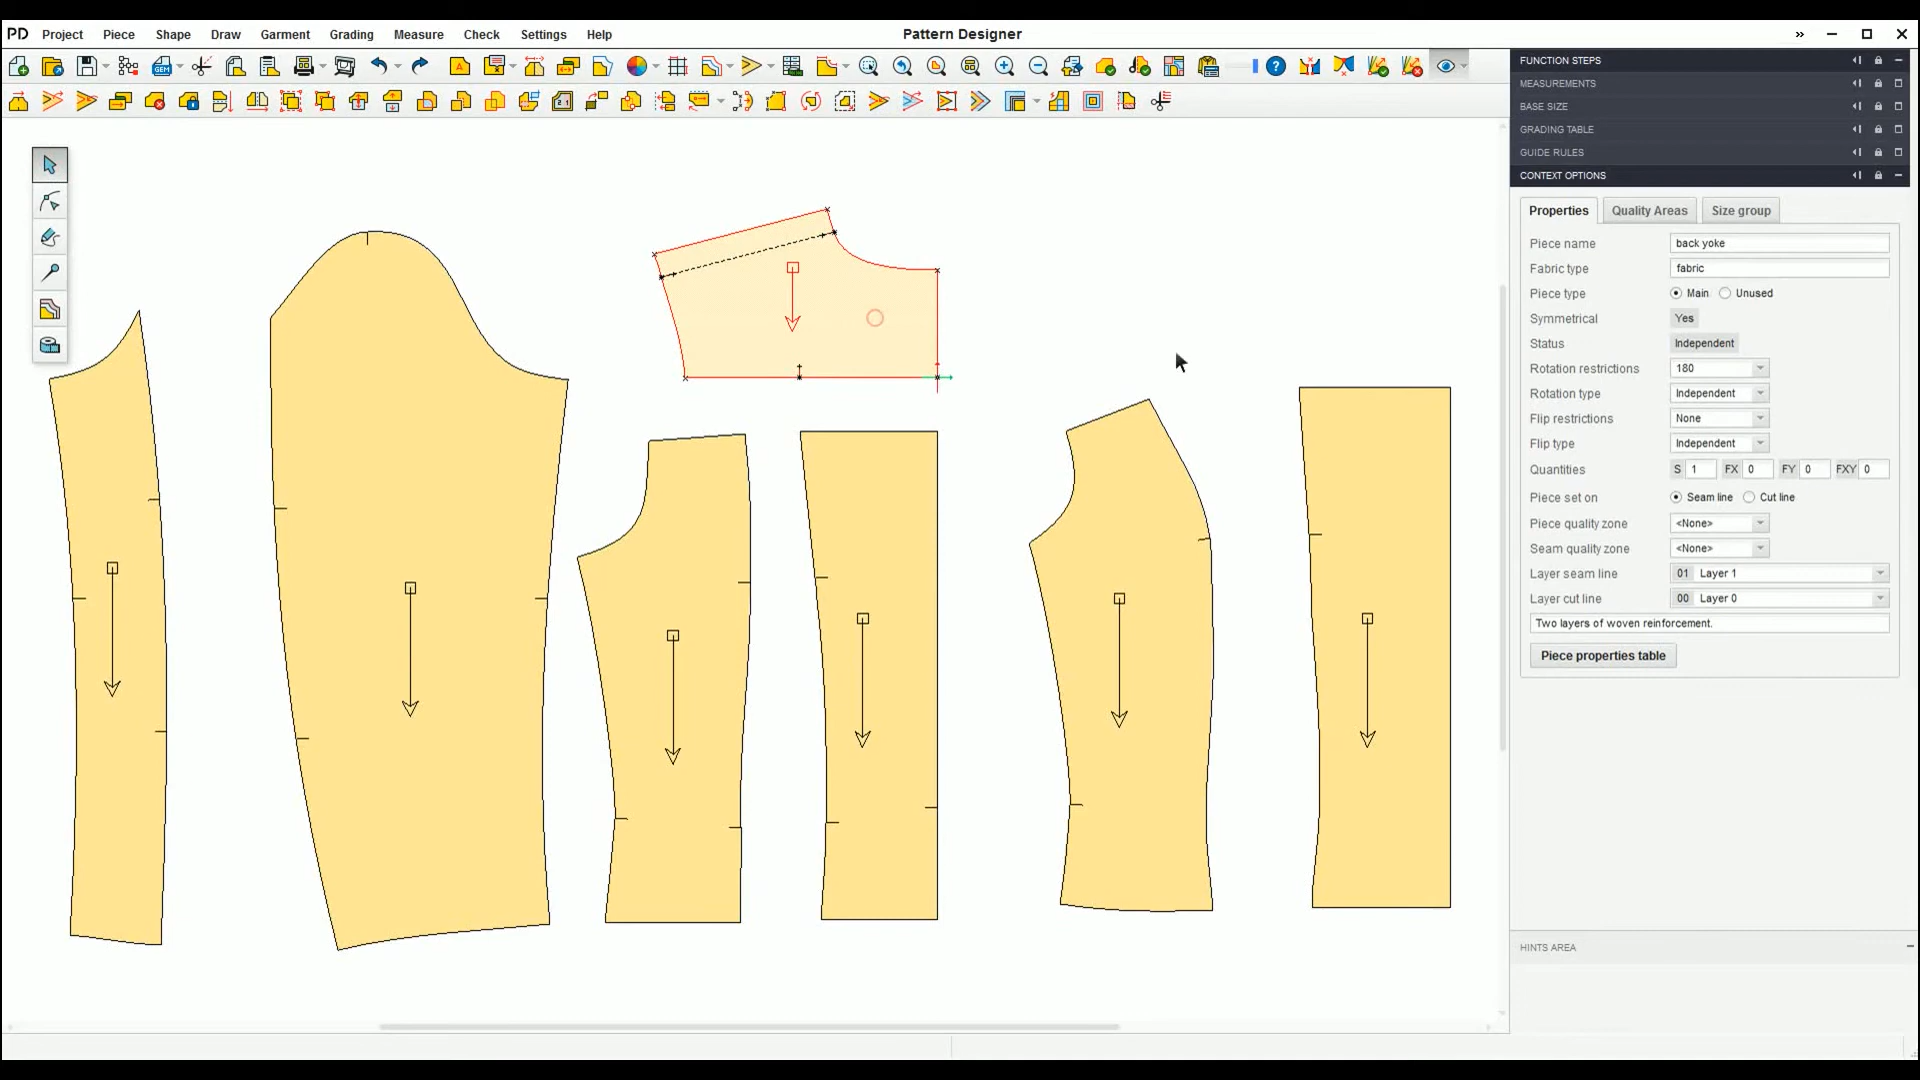 PD Project Piece Shape Draw Garment Grading Measure Check Settings Help Pattern Designer »
FUNCTION STEPS
MEASUREMENTS
BASE SIZE
GRADING TABLE
GUIDE RULES
CONTEXT OPTIONS
Properties Quality Areas Size group
Piece name back yoke
Fabric type fabric
Piece type Main Unused
Symmetrical Yes
Status Independent
Rotation restrictions 180
Rotation type Independent
Flip restrictions None
Flip type Independent
Quantities S 1 FX 0 FY 0 FXY 0
Piece set on Seam line Cut line
Piece quality zone <None>
Seam quality zone <None>
Layer seam line 01 Layer 1
Layer cut line 00 Layer 0
Two layers of woven reinforcement.
Piece properties table
HINTS AREA